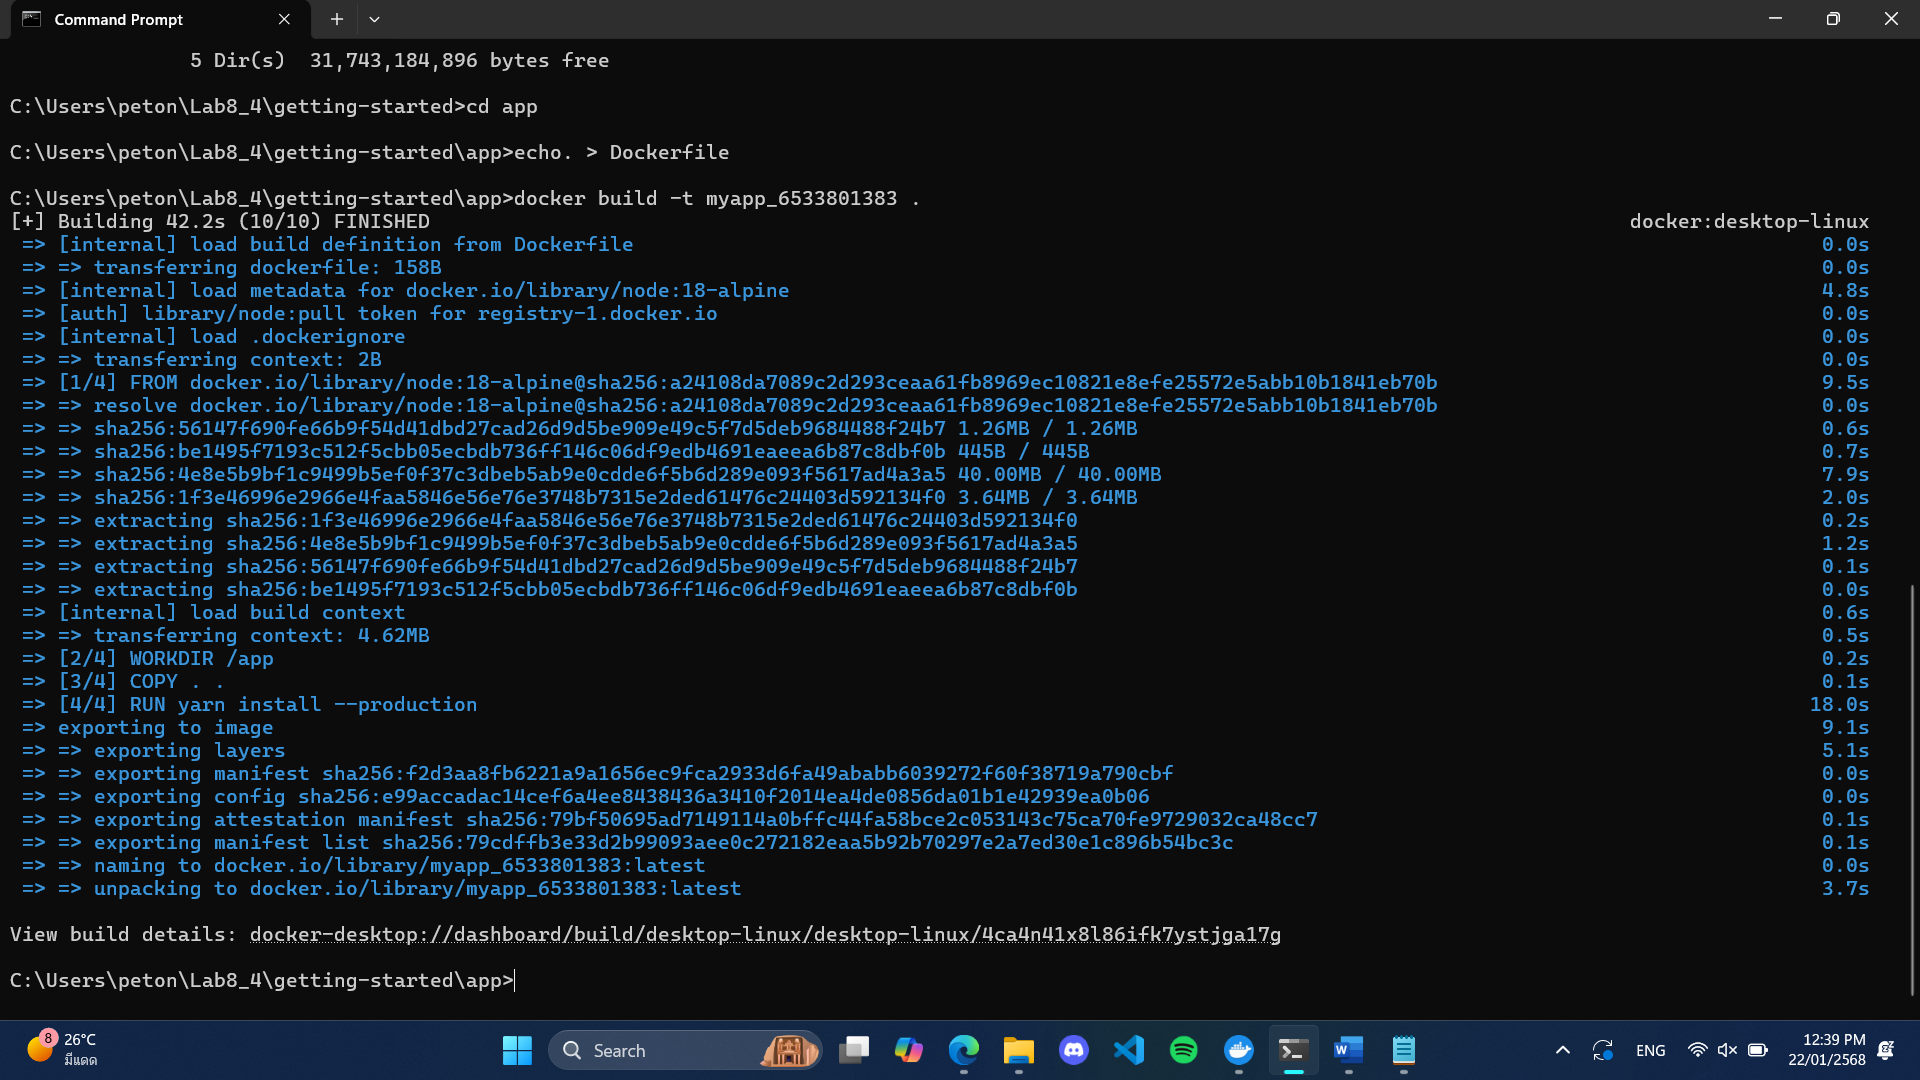 Command Prompt
5 Dir(s)  31,743,184,896 bytes free
C:\Users\peton\Lab8_4\getting-started>cd app
C:\Users\peton\Lab8_4\getting-started\app>echo. > Dockerfile
C:\Users\peton\Lab8_4\getting-started\app>docker build -t myapp_6533801383 .
[+] Building 42.2s (10/10) FINISHED docker:desktop-linux
=> [internal] load build definition from Dockerfile 0.0s
=> => transferring dockerfile: 158B 0.0s
=> [internal] load metadata for docker.io/library/node:18-alpine 4.8s
=> [auth] library/node:pull token for registry-1.docker.io 0.0s
=> [internal] load .dockerignore 0.0s
=> => transferring context: 2B 0.0s
=> [1/4] FROM docker.io/library/node:18-alpine@sha256:a24108da7089c2d293ceaa61fb8969ec10821e8efe25572e5abb10b1841eb70b 9.5s
=> => resolve docker.io/library/node:18-alpine@sha256:a24108da7089c2d293ceaa61fb8969ec10821e8efe25572e5abb10b1841eb70b 0.0s
=> => sha256:56147f690fe66b9f54d41dbd27cad26d9d5be909e49c5f7d5deb9684488f24b7 1.26MB / 1.26MB 0.6s
=> => sha256:be1495f7193c512f5cbb05ecbdb736ff146c06df9edb4691eaeea6b87c8dbf0b 445B / 445B 0.7s
=> => sha256:4e8e5b9bf1c9499b5ef0f37c3dbeb5ab9e0cdde6f5b6d289e093f5617ad4a3a5 40.00MB / 40.00MB 7.9s
=> => sha256:1f3e46996e2966e4faa5846e56e76e3748b7315e2ded61476c24403d592134f0 3.64MB / 3.64MB 2.0s
=> => extracting sha256:1f3e46996e2966e4faa5846e56e76e3748b7315e2ded61476c24403d592134f0 0.2s
=> => extracting sha256:4e8e5b9bf1c9499b5ef0f37c3dbeb5ab9e0cdde6f5b6d289e093f5617ad4a3a5 1.2s
=> => extracting sha256:56147f690fe66b9f54d41dbd27cad26d9d5be909e49c5f7d5deb9684488f24b7 0.1s
=> => extracting sha256:be1495f7193c512f5cbb05ecbdb736ff146c06df9edb4691eaeea6b87c8dbf0b 0.0s
=> [internal] load build context 0.6s
=> => transferring context: 4.62MB 0.5s
=> [2/4] WORKDIR /app 0.2s
=> [3/4] COPY . . 0.1s
=> [4/4] RUN yarn install --production 18.0s
=> exporting to image 9.1s
=> => exporting layers 5.1s
=> => exporting manifest sha256:f2d3aa8fb6221a9a1656ec9fca2933d6fa49ababb6039272f60f38719a790cbf 0.0s
=> => exporting config sha256:e99accadac14cef6a4ee8438436a3410f2014ea4de0856da01b1e42939ea0b06 0.0s
=> => exporting attestation manifest sha256:79bf50695ad7149114a0bffc44fa58bce2c053143c75ca70fe9729032ca48cc7 0.1s
=> => exporting manifest list sha256:79cdffb3e33d2b99093aee0c272182eaa5b92b70297e2a7ed30e1c896b54bc3c 0.1s
=> => naming to docker.io/library/myapp_6533801383:latest 0.0s
=> => unpacking to docker.io/library/myapp_6533801383:latest 3.7s
View build details: docker-desktop://dashboard/build/desktop-linux/desktop-linux/4ca4n41x8l86ifk7ystjga17g
C:\Users\peton\Lab8_4\getting-started\app>
8
26°C
มีแดด
Search
ENG
12:39 PM
22/01/2568